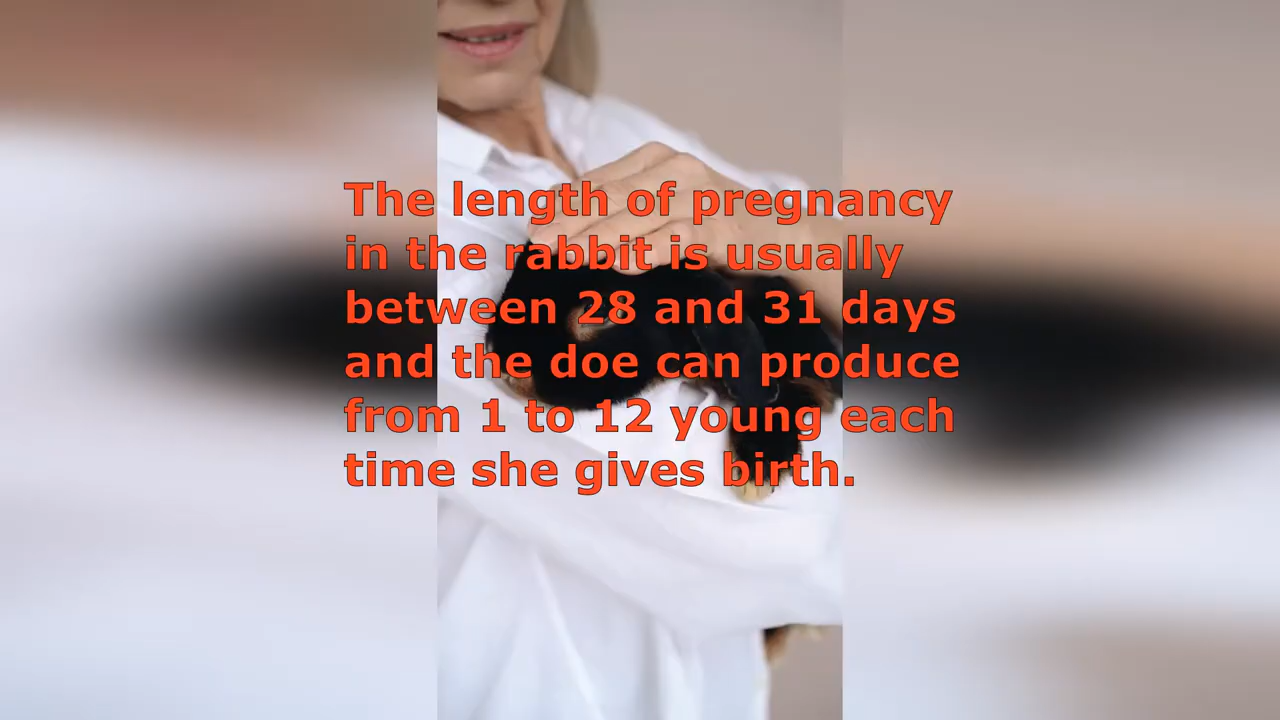 The length of pregnancy
in the rabbit is usually
between 28 and 31 days
and the doe can produce
from 1 to 12 young each
time she gives birth.